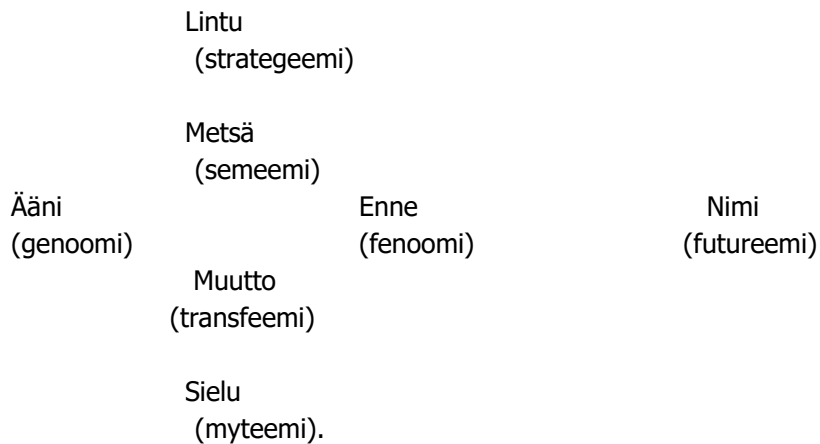 Lintu
(strategeemi)
Metsä
(semeemi)
Ääni Enne Nimi
(genoomi) (fenoomi) (futureemi)
Muutto
(transfeemi)
Sielu
(myteemi).